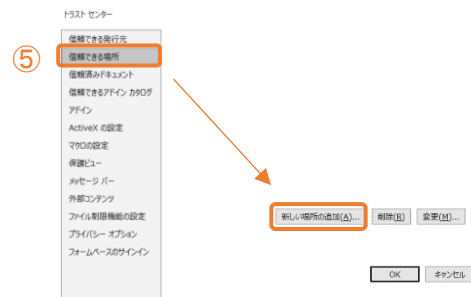 トラスト センター
⑤
信頼できる発行元
信頼できる場所
信頼済みドキュメント
信頼できるアドイン カタログ
アドイン
ActiveX の設定
マクロの設定
保護ビュー
メッセージ バー
外部コンテンツ
ファイル制限機能の設定
プライバシー オプション
フォームベースのサインイン
新しい場所の追加(A)... 削除(R) 変更(M)...
OK キャンセル